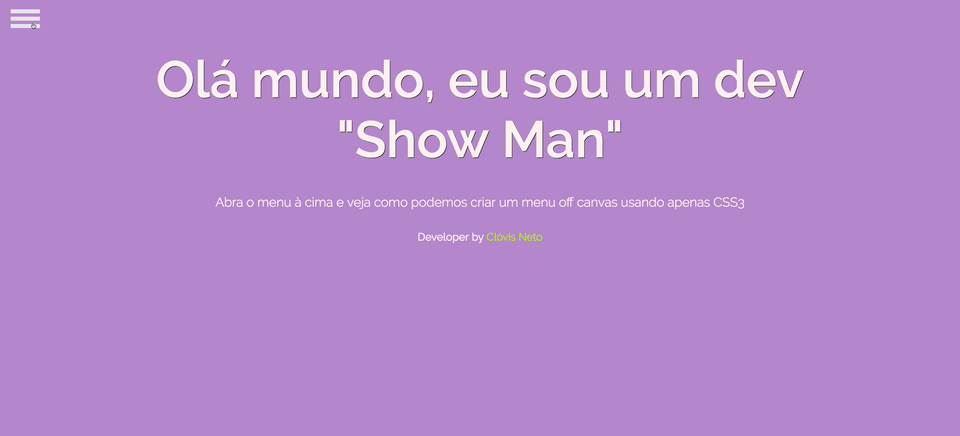 Olá mundo, eu sou um dev
"Show Man"
Abra o menu à cima e veja como podemos criar um menu off canvas usando apenas CSS3
Developer by Clóvis Neto